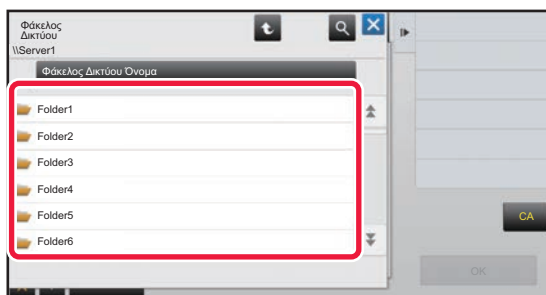 Φάκελος
Δικτύου
\\Server1
Φάκελος Δικτύου Όνομα
Folder1
Folder2
Folder3
Folder4
Folder5
Folder6
CA
OK